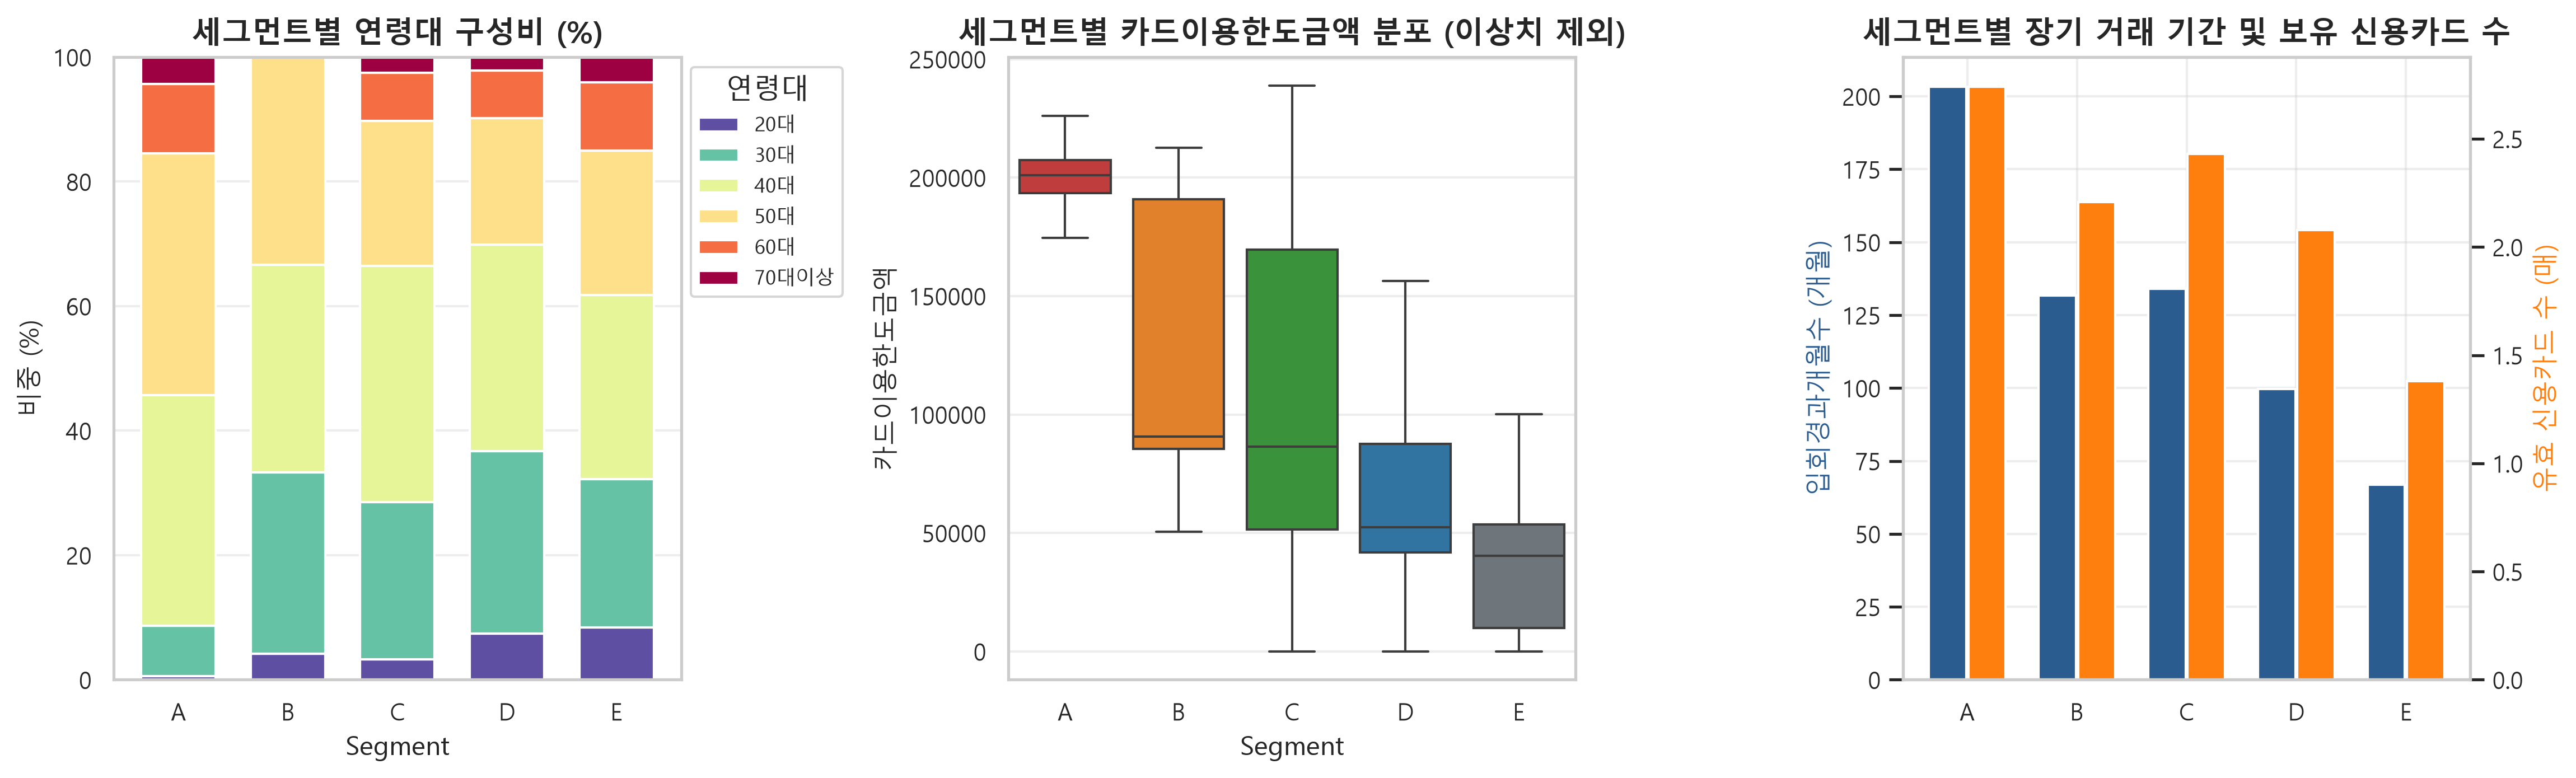 세그먼트별 연령대 구성비 (%)
비중 (%)
100
80
60
40
20
0
A B C D E
Segment
연령대
20대
30대
40대
50대
60대
70대이상
세그먼트별 카드이용한도금액 분포 (이상치 제외)
카드이용한도금액
250000
200000
150000
100000
50000
0
A B C D E
Segment
세그먼트별 장기 거래 기간 및 보유 신용카드 수
입회경과개월수 (개월)
200
175
150
125
100
75
50
25
0
A B C D E
2.5
2.0
1.5
1.0
0.5
0.0
유효 신용카드 수 (매)